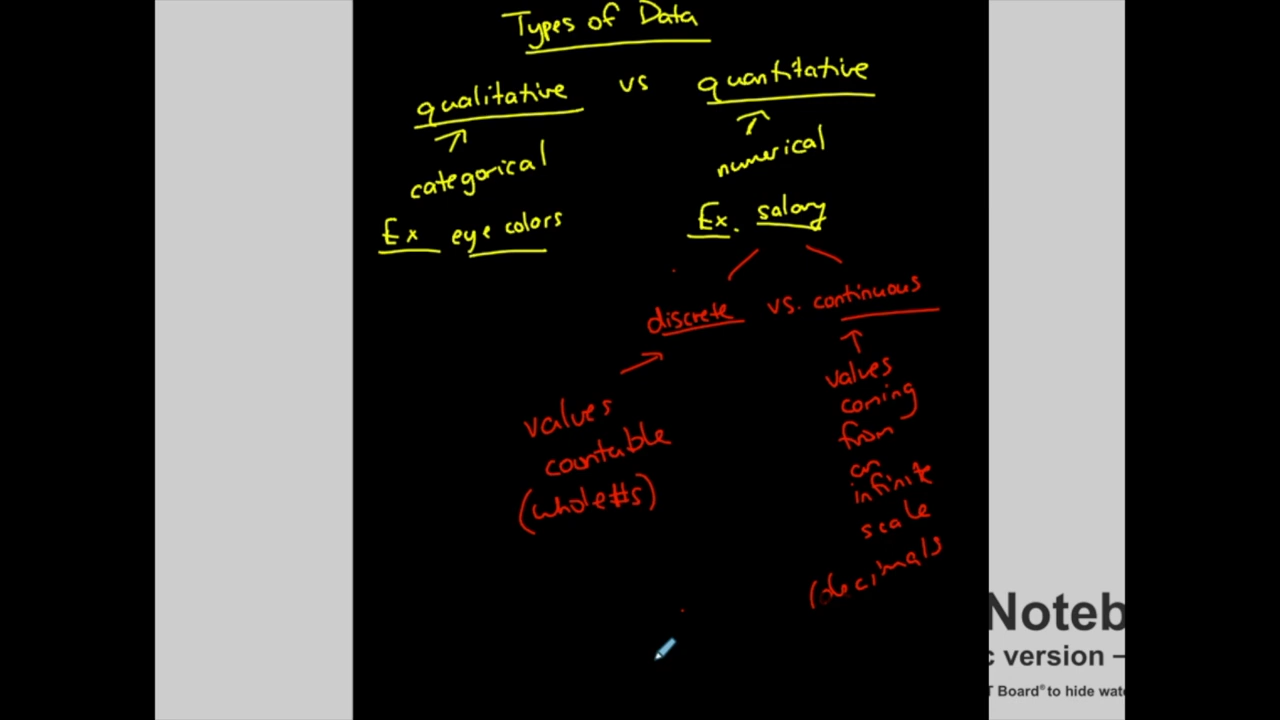 Types of Data
qualitative vs quantitative
categorical
numerical
Ex eye colors
Ex. salary
discrete vs. continuous
values
countable
(whole#s)
values
coming
from
an
infinite
scale
(decimals
Noteb
c version –
T Board® to hide wate